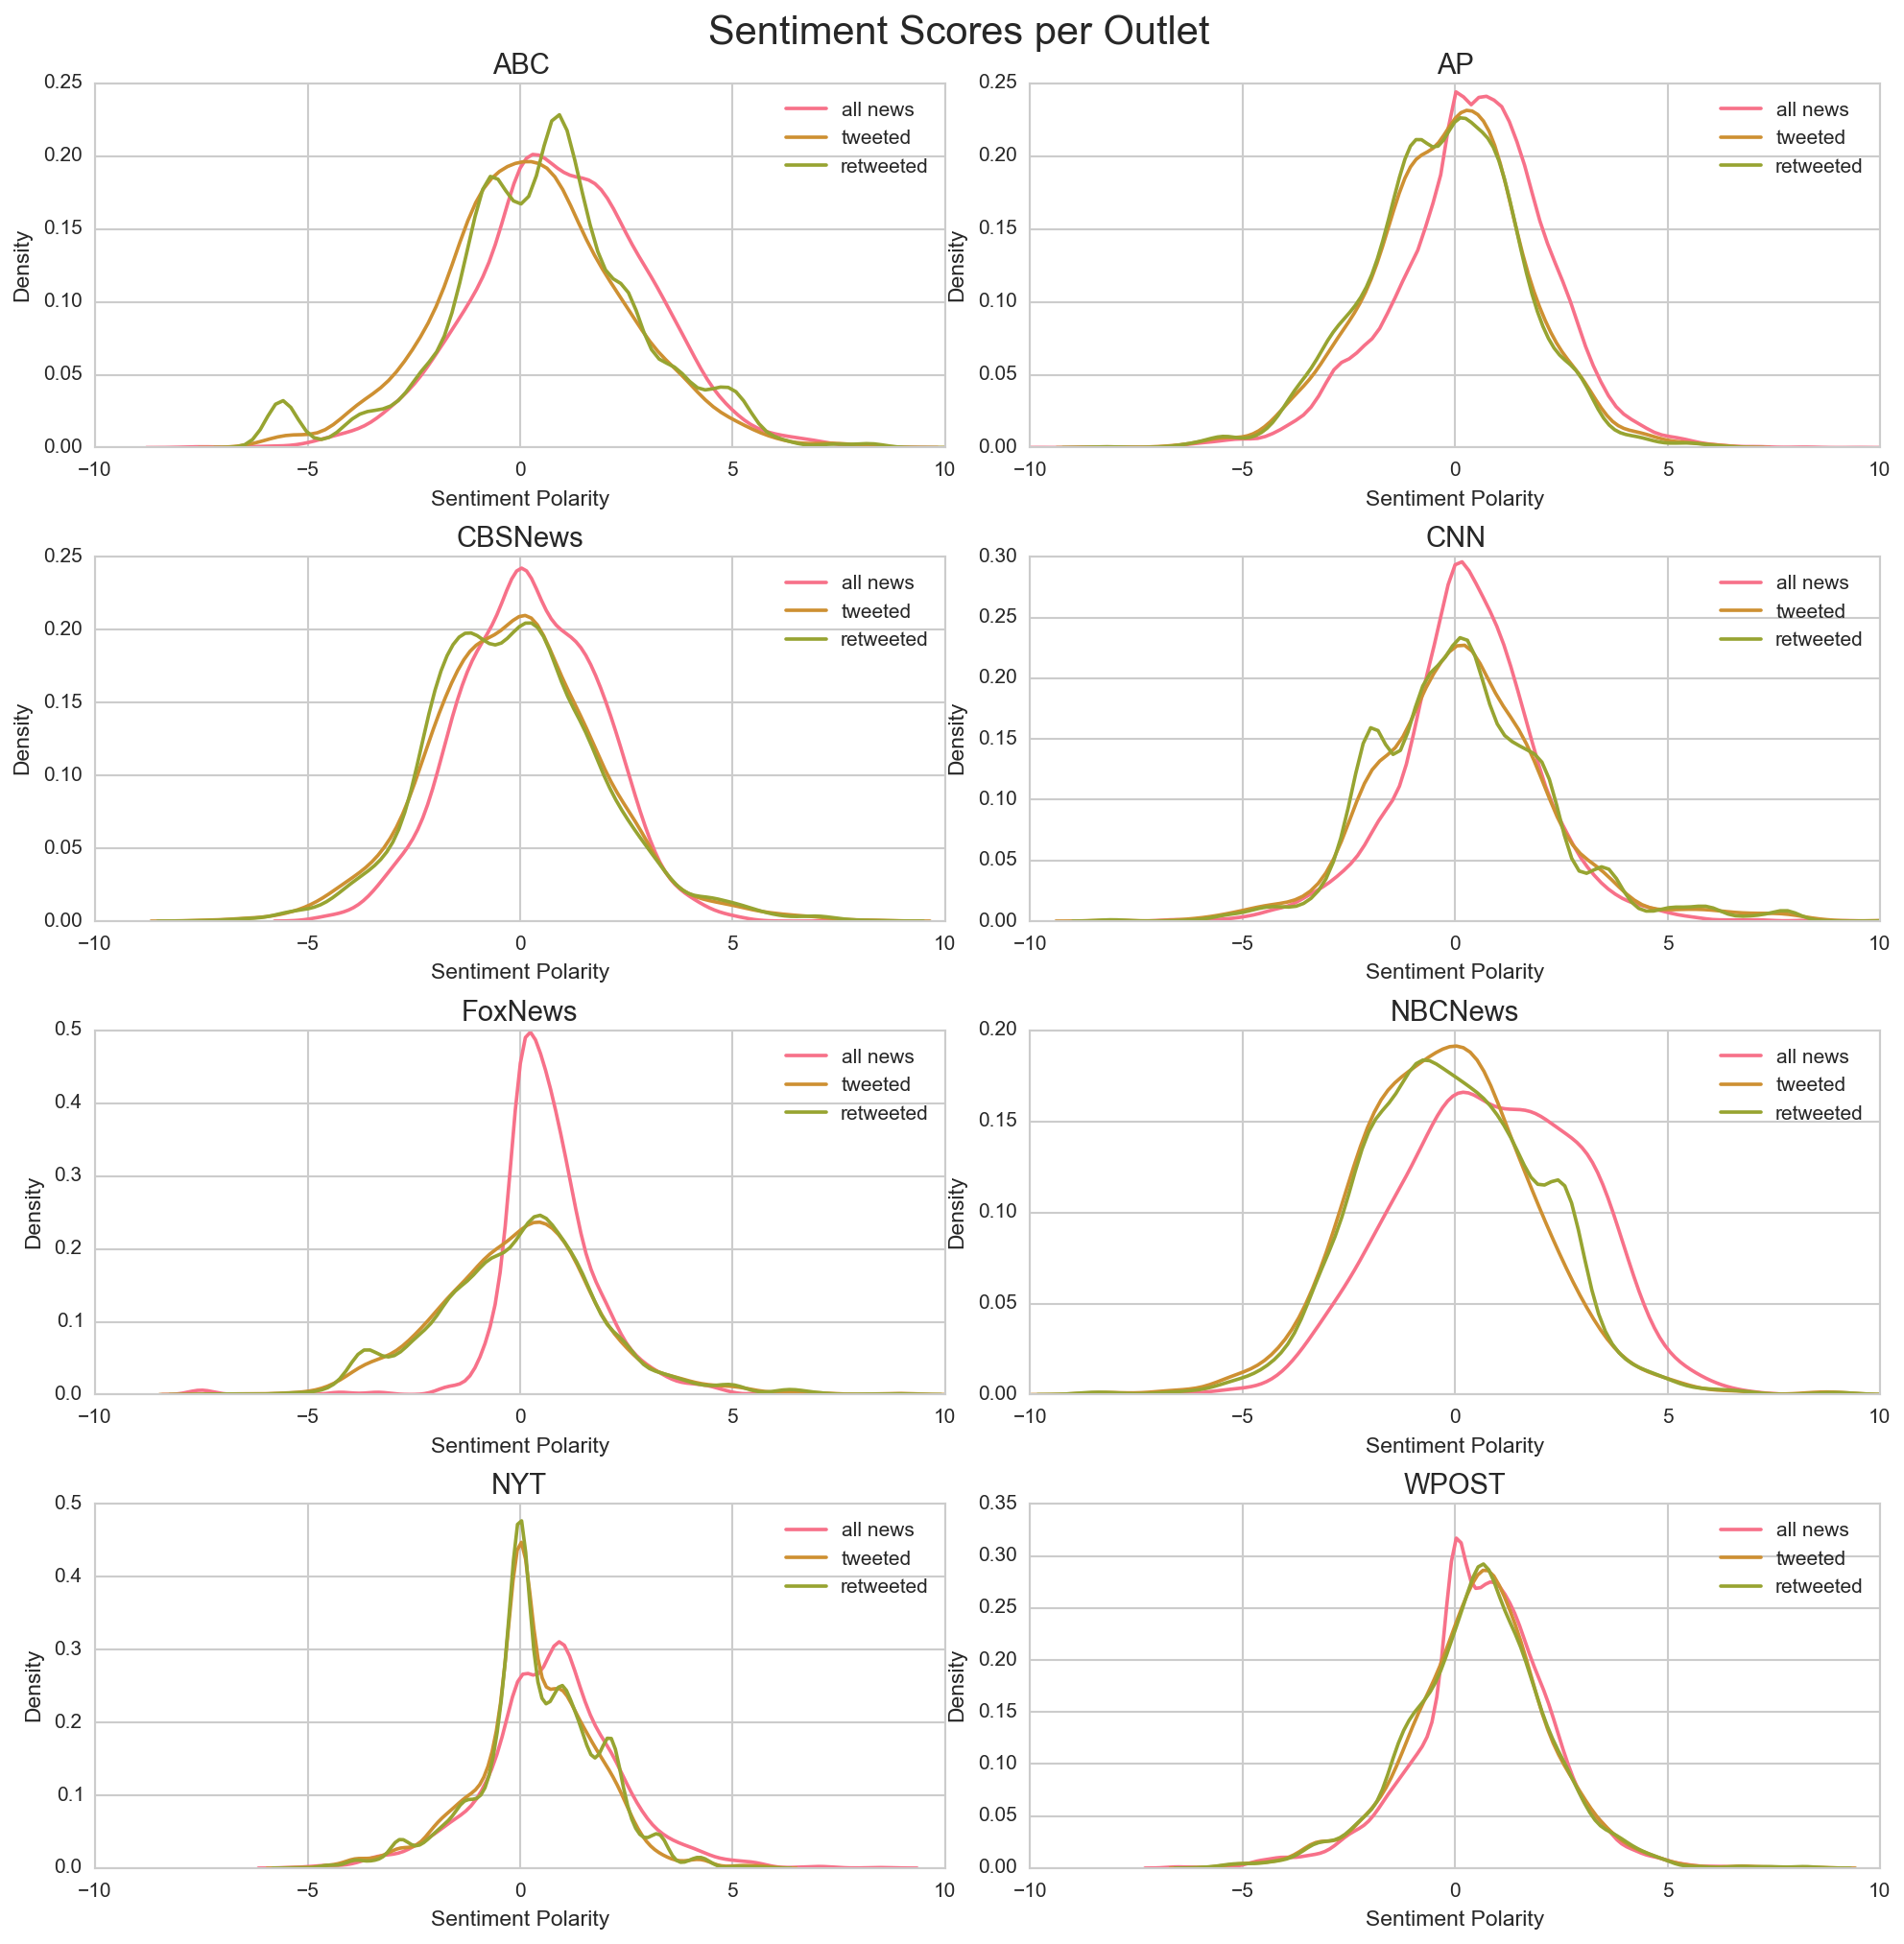 Sentiment Scores per Outlet
ABC
0.25
0.20
0.15
0.10
0.05
0.00
Density
all news
tweeted
retweeted
−10 −5 0 5 10
Sentiment Polarity
AP
0.25
0.20
0.15
0.10
0.05
0.00
Density
all news
tweeted
retweeted
−10 −5 0 5 10
Sentiment Polarity
CBSNews
0.25
0.20
0.15
0.10
0.05
0.00
Density
all news
tweeted
retweeted
−10 −5 0 5 10
Sentiment Polarity
CNN
0.30
0.25
0.20
0.15
0.10
0.05
0.00
Density
all news
tweeted
retweeted
−10 −5 0 5 10
Sentiment Polarity
FoxNews
0.5
0.4
0.3
0.2
0.1
0.0
Density
all news
tweeted
retweeted
−10 −5 0 5 10
Sentiment Polarity
NBCNews
0.20
0.15
0.10
0.05
0.00
Density
all news
tweeted
retweeted
−10 −5 0 5 10
Sentiment Polarity
NYT
0.5
0.4
0.3
0.2
0.1
0.0
Density
all news
tweeted
retweeted
−10 −5 0 5 10
Sentiment Polarity
WPOST
0.35
0.30
0.25
0.20
0.15
0.10
0.05
0.00
Density
all news
tweeted
retweeted
−10 −5 0 5 10
Sentiment Polarity